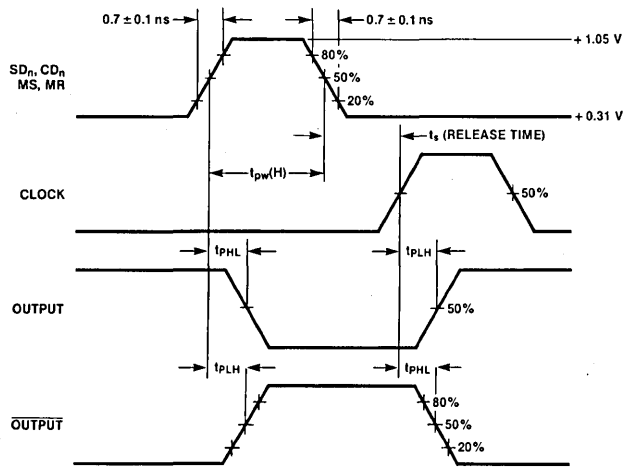 0.7 ± 0.1 ns
0.7 ± 0.1 ns
+ 1.05 V
SDn, CDn
MS, MR
80%
50%
20%
+ 0.31 V
ts (RELEASE TIME)
tpw(H)
CLOCK
50%
tPHL
tPLH
OUTPUT
50%
tPLH
tPHL
OUTPUT
80%
50%
20%